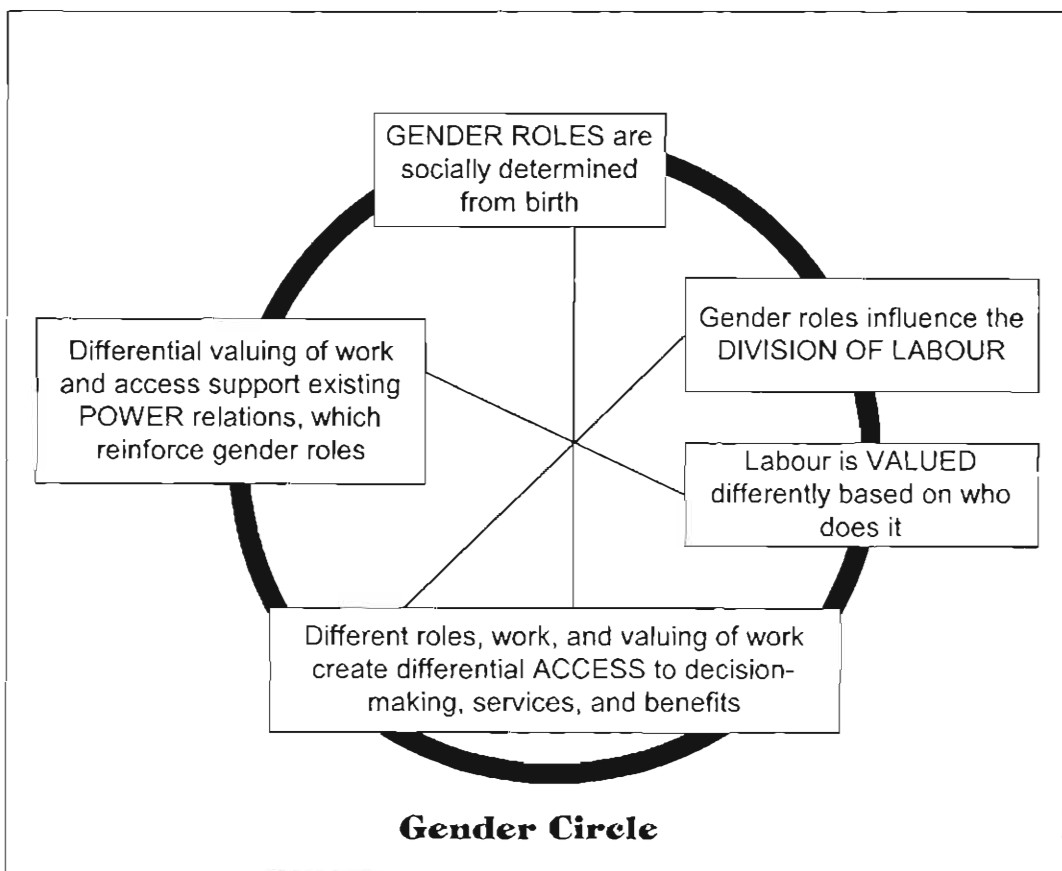 GENDER ROLES are
socially determined
from birth
Gender roles influence the
DIVISION OF LABOUR
Labour is VALUED
differently based on who
does it
Different roles, work, and valuing of work
create differential ACCESS to decision-
making, services, and benefits
Differential valuing of work
and access support existing
POWER relations, which
reinforce gender roles
Gender Circle